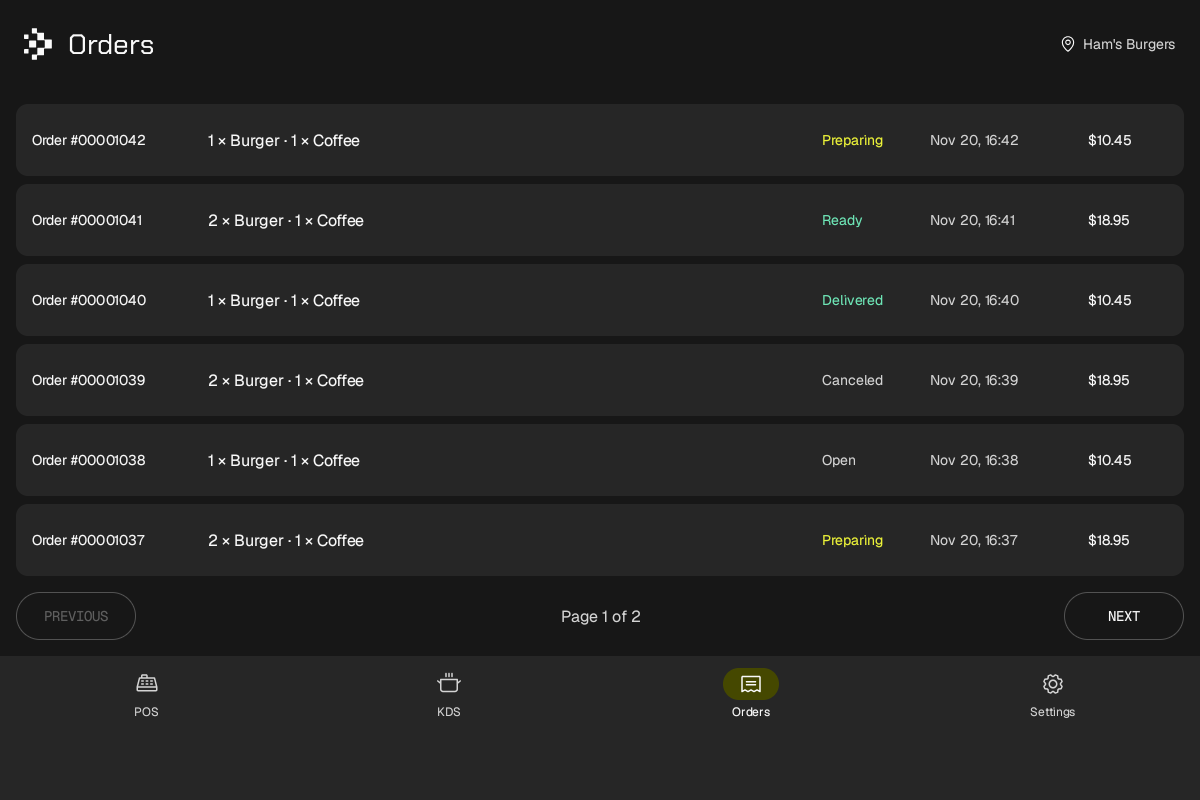 Orders
Ham's Burgers
Order #00001042 1 × Burger · 1 × Coffee Preparing Nov 20, 16:42 $10.45
Order #00001041 2 × Burger · 1 × Coffee Ready Nov 20, 16:41 $18.95
Order #00001040 1 × Burger · 1 × Coffee Delivered Nov 20, 16:40 $10.45
Order #00001039 2 × Burger · 1 × Coffee Canceled Nov 20, 16:39 $18.95
Order #00001038 1 × Burger · 1 × Coffee Open Nov 20, 16:38 $10.45
Order #00001037 2 × Burger · 1 × Coffee Preparing Nov 20, 16:37 $18.95
PREVIOUS Page 1 of 2 NEXT
POS KDS Orders Settings